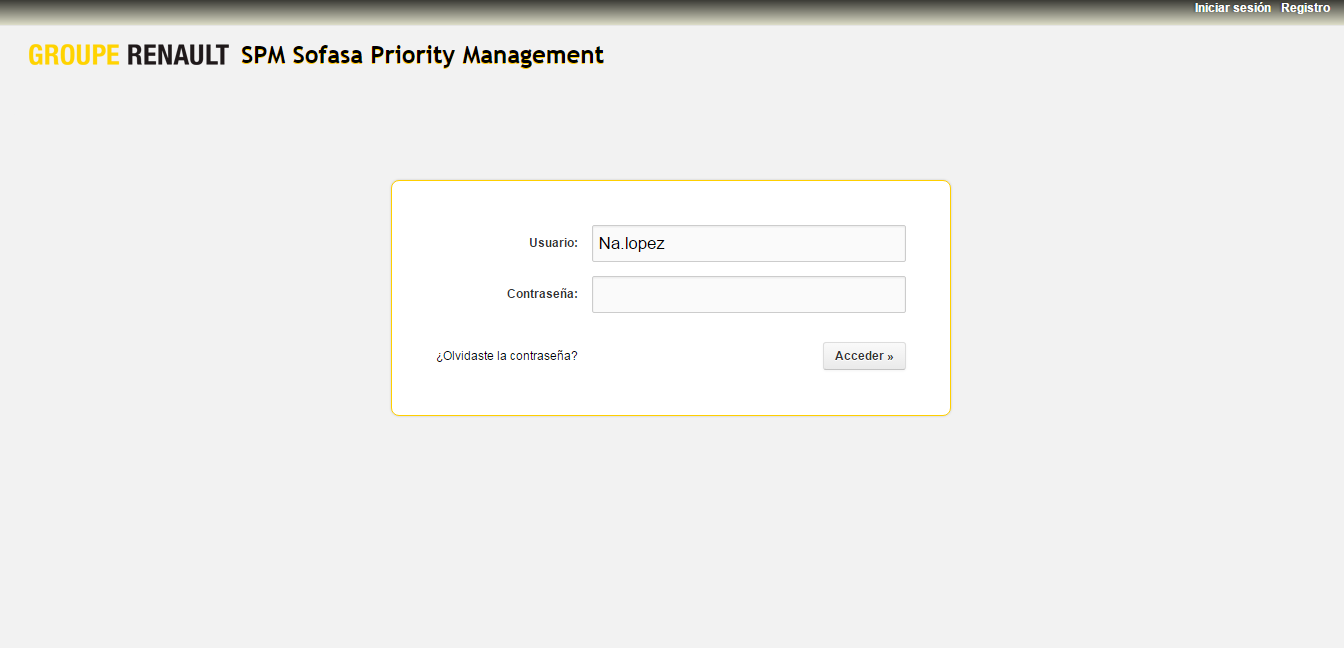 Iniciar sesión Registro
GROUPE RENAULT SPM Sofasa Priority Management
Usuario: Na.lopez
Contraseña:
¿Olvidaste la contraseña? Acceder »